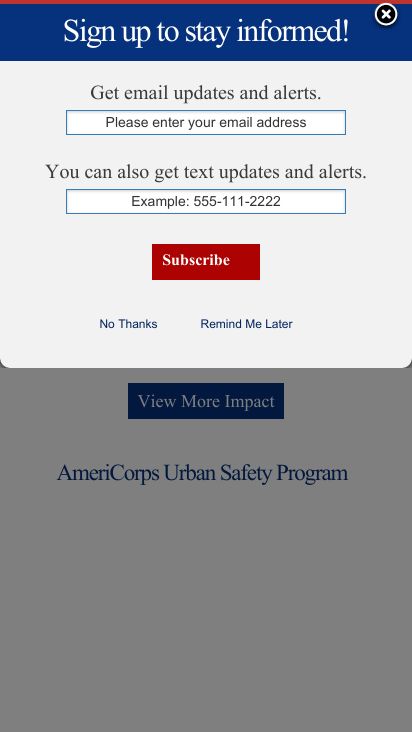 Sign up to stay informed!
Get email updates and alerts.
Please enter your email address
You can also get text updates and alerts.
Example: 555-111-2222
Subscribe
No Thanks
Remind Me Later
View More Impact
AmeriCorps Urban Safety Program